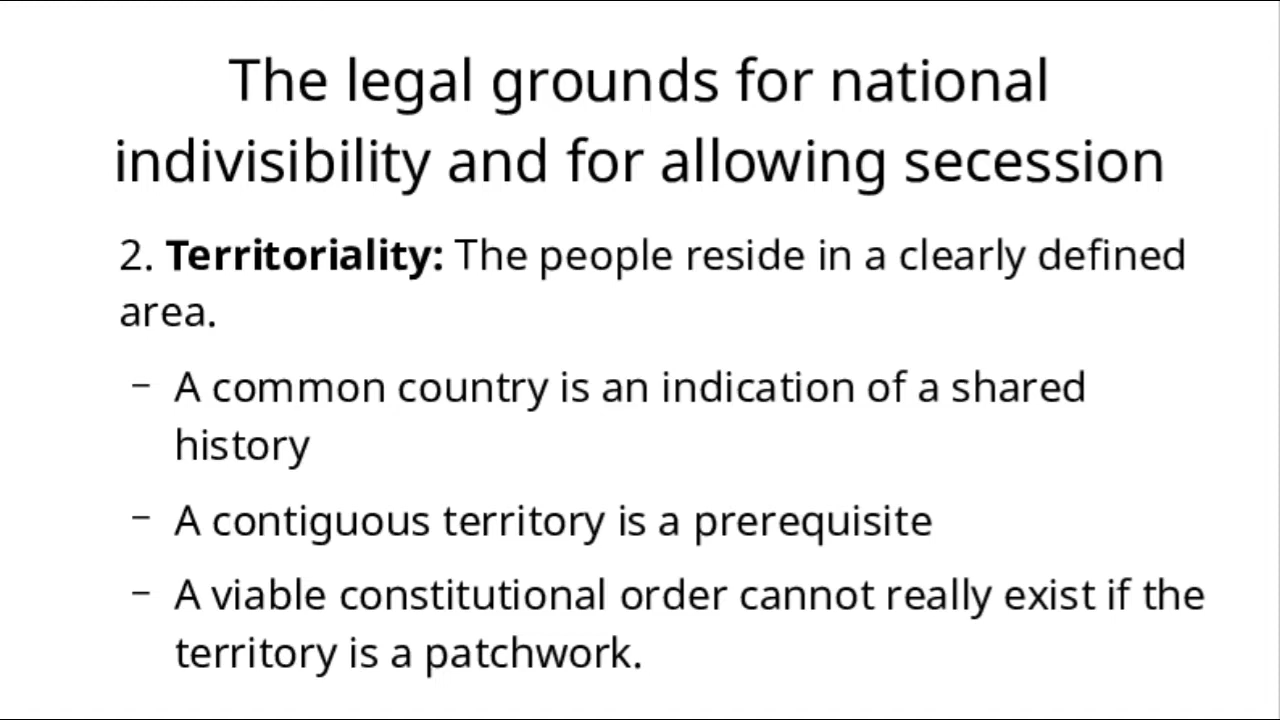 The legal grounds for national
indivisibility and for allowing secession
2. Territoriality: The people reside in a clearly defined
area.
– A common country is an indication of a shared
history
– A contiguous territory is a prerequisite
– A viable constitutional order cannot really exist if the
territory is a patchwork.